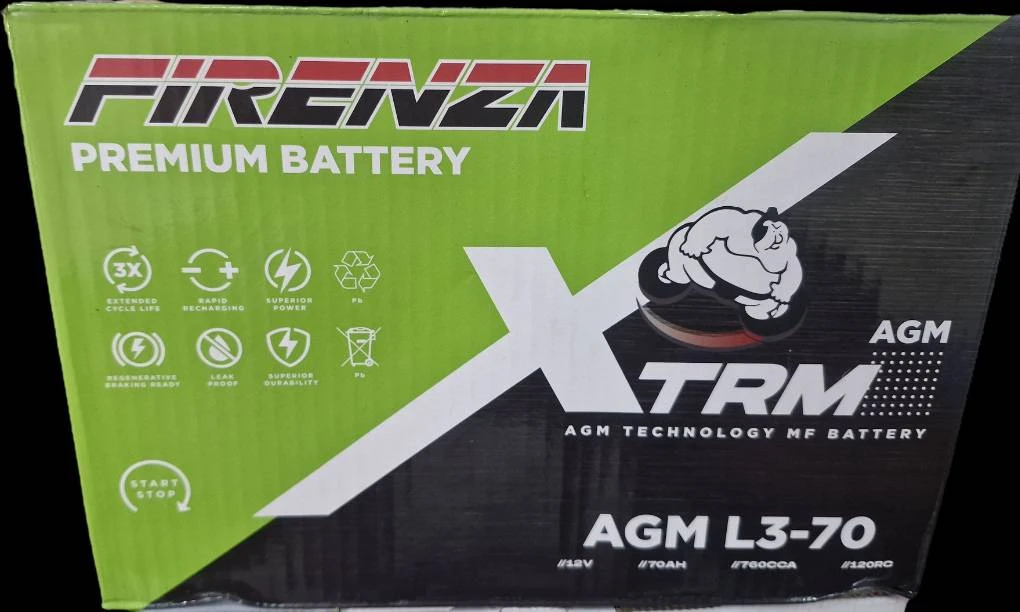 FIRENZA
PREMIUM BATTERY
3X
EXTENDED
CYCLE LIFE
RAPID
RECHARGING
SUPERIOR
POWER
Pb
REGENERATIVE
BRAKING READY
LEAK
PROOF
SUPERIOR
DURABILITY
Pb
START
STOP
XTRM
AGM
AGM TECHNOLOGY MF BATTERY
AGM L3-70
//12V //70AH //760CCA //120RC